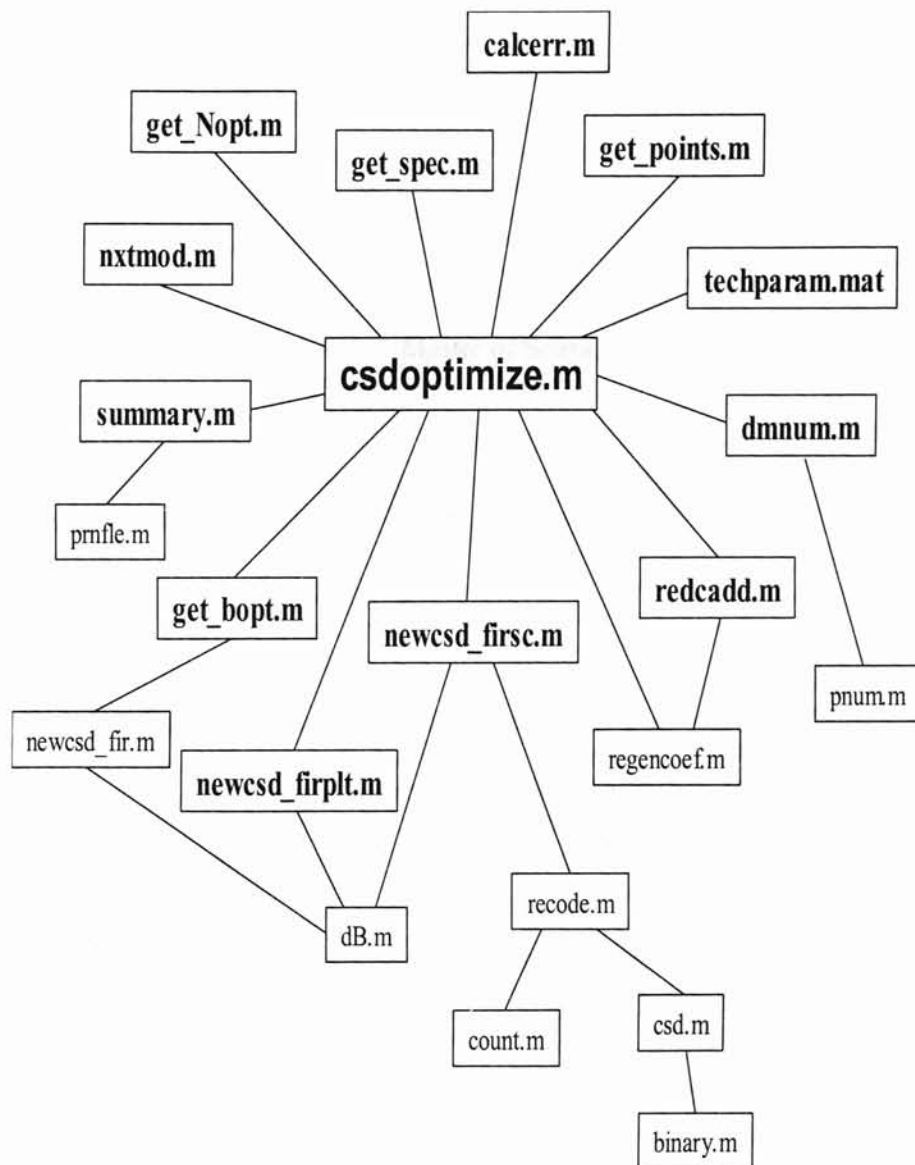 calcerr.m
get_Nopt.m
get_spec.m
get_points.m
nxtmod.m
techparam.mat
csdoptimize.m
summary.m
dmnum.m
prnfle.m
get_bopt.m
newcsd_firsc.m
redcadd.m
pnum.m
newcsd_fir.m
newcsd_firplt.m
regencoef.m
dB.m
recode.m
count.m
csd.m
binary.m